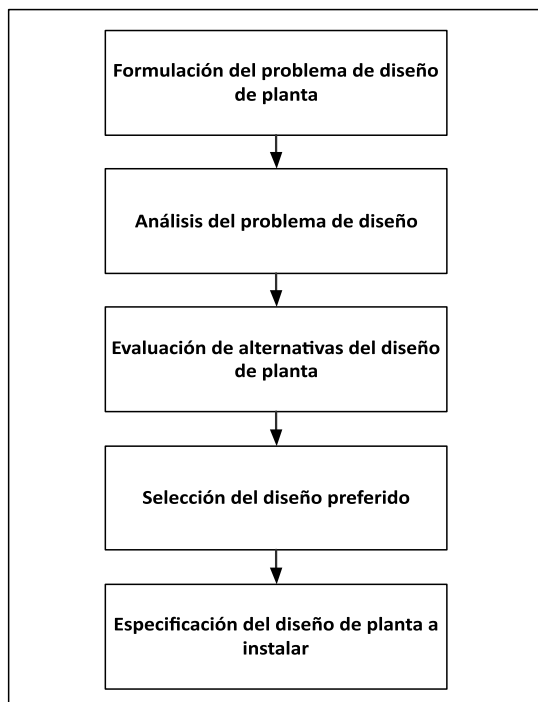 Formulación del problema de diseño
de planta
Análisis del problema de diseño
Evaluación de alternativas del diseño
de planta
Selección del diseño preferido
Especificación del diseño de planta a
instalar